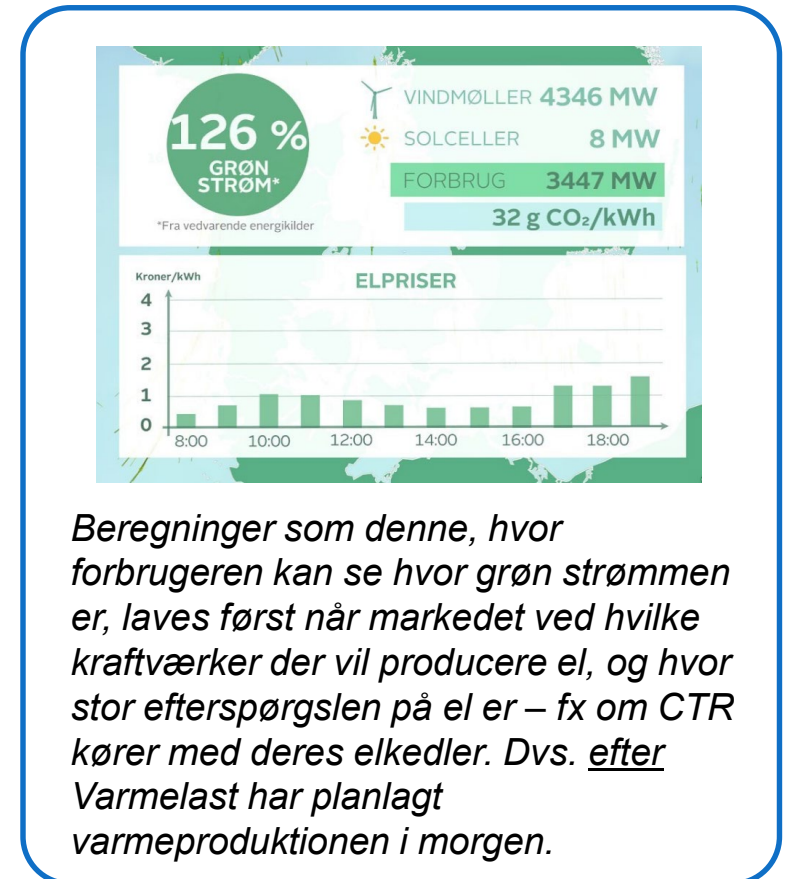 126 %
GRØN
STRØM*
*Fra vedvarende energikilder
VINDMØLLER 4346 MW
SOLCELLER 8 MW
FORBRUG 3447 MW
32 g CO₂/kWh
Kroner/kWh
ELPRISER
4
3
2
1
0
8:00 10:00 12:00 14:00 16:00 18:00
Beregninger som denne, hvor
forbrugeren kan se hvor grøn strømmen
er, laves først når markedet ved hvilke
kraftværker der vil producere el, og hvor
stor efterspørgslen på el er – fx om CTR
kører med deres elkedler. Dvs. efter
Varmelast har planlagt
varmeproduktionen i morgen.